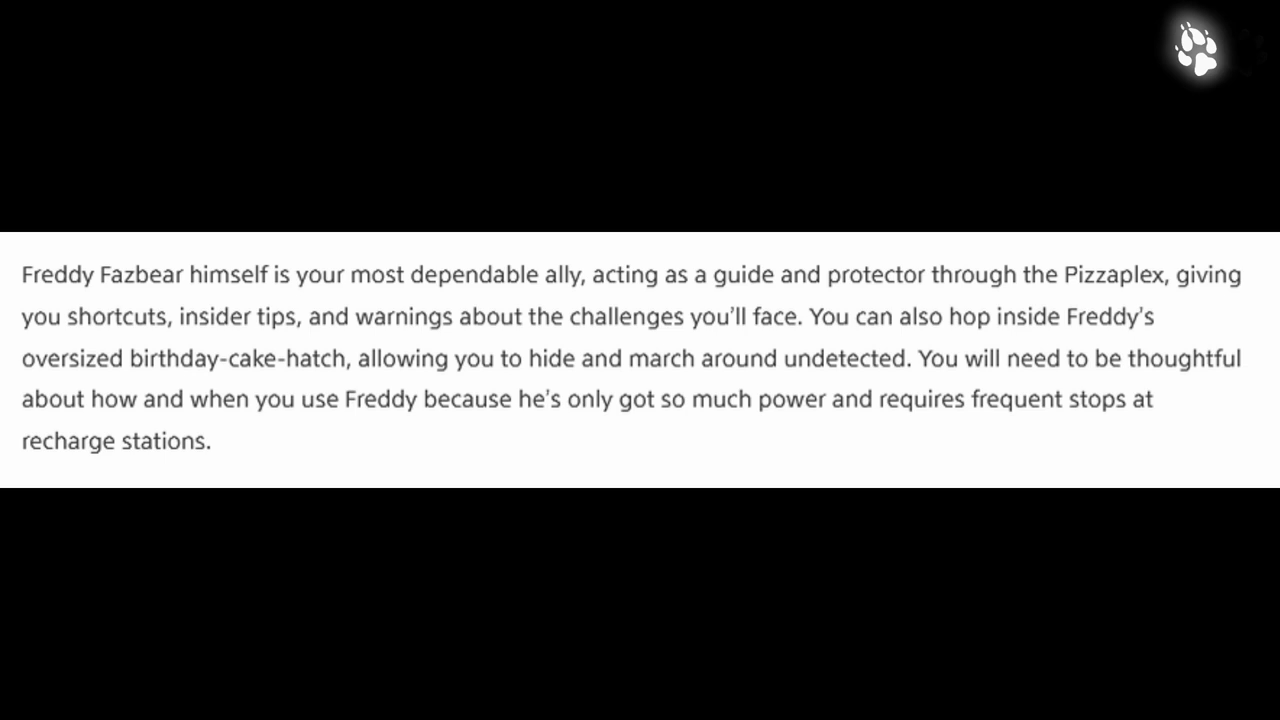 Freddy Fazbear himself is your most dependable ally, acting as a guide and protector through the Pizzaplex, giving
you shortcuts, insider tips, and warnings about the challenges you’ll face. You can also hop inside Freddy’s
oversized birthday-cake-hatch, allowing you to hide and march around undetected. You will need to be thoughtful
about how and when you use Freddy because he’s only got so much power and requires frequent stops at
recharge stations.